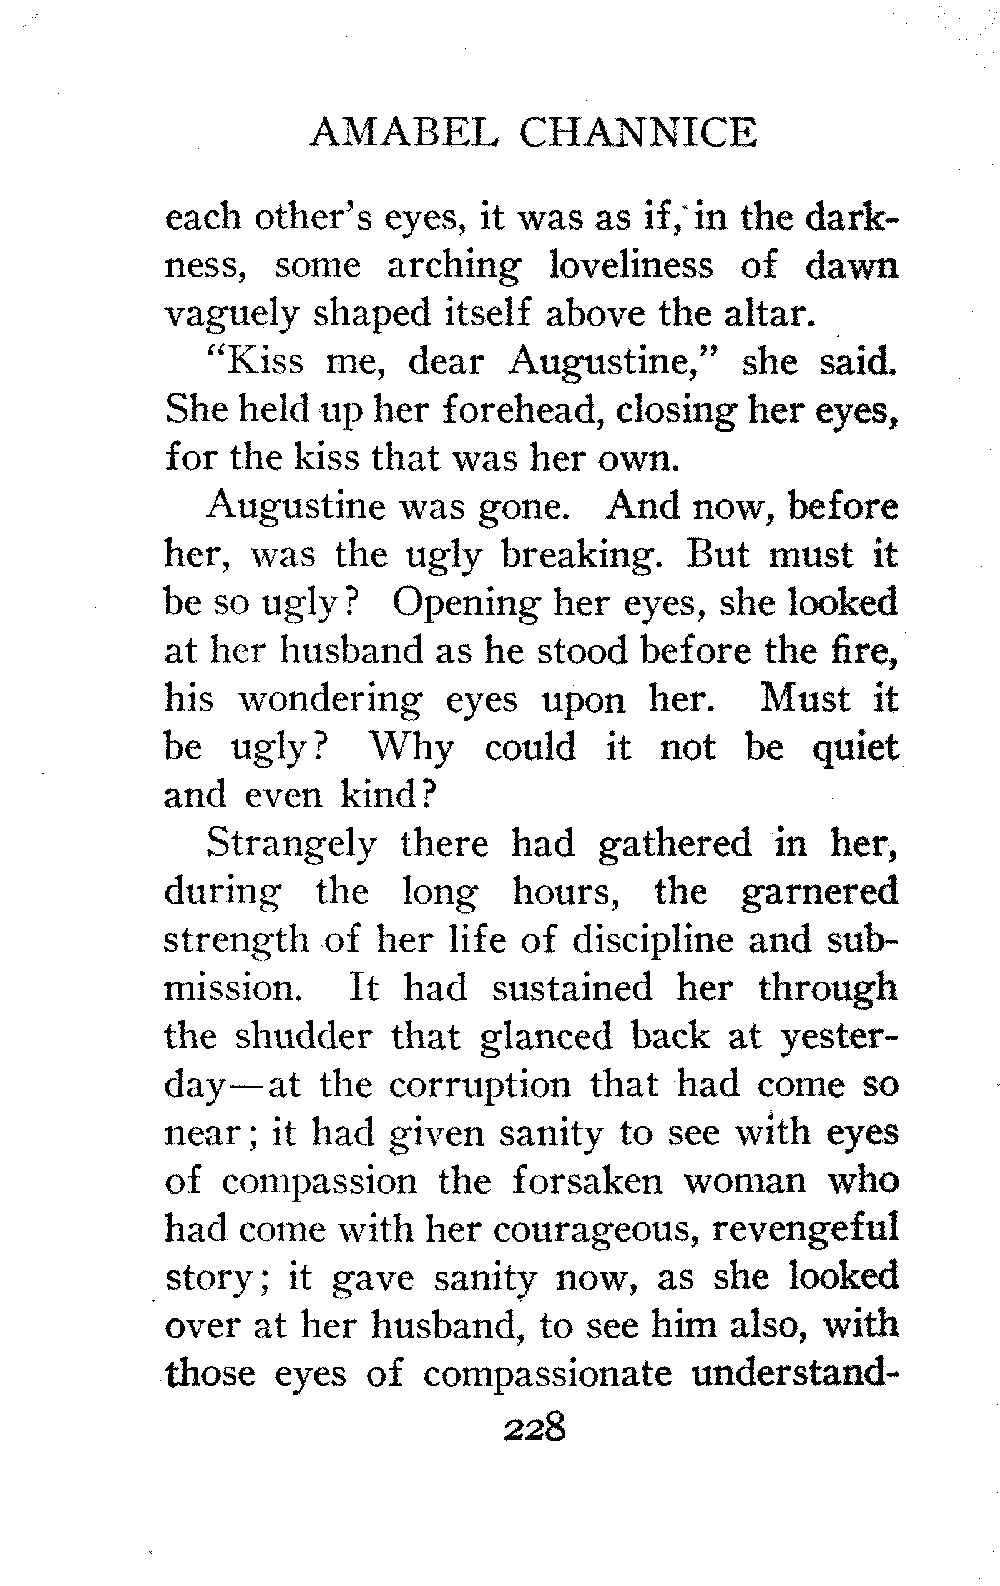 AMABEL CHANNICE
each other's eyes, it was as if, in the dark-
ness, some arching loveliness of dawn
vaguely shaped itself above the altar.
“Kiss me, dear Augustine,” she said.
She held up her forehead, closing her eyes,
for the kiss that was her own.
Augustine was gone. And now, before
her, was the ugly breaking. But must it
be so ugly? Opening her eyes, she looked
at her husband as he stood before the fire,
his wondering eyes upon her. Must it
be ugly? Why could it not be quiet
and even kind?
Strangely there had gathered in her,
during the long hours, the garnered
strength of her life of discipline and sub-
mission. It had sustained her through
the shudder that glanced back at yester-
day—at the corruption that had come so
near; it had given sanity to see with eyes
of compassion the forsaken woman who
had come with her courageous, revengeful
story; it gave sanity now, as she looked
over at her husband, to see him also, with
those eyes of compassionate understand-
228